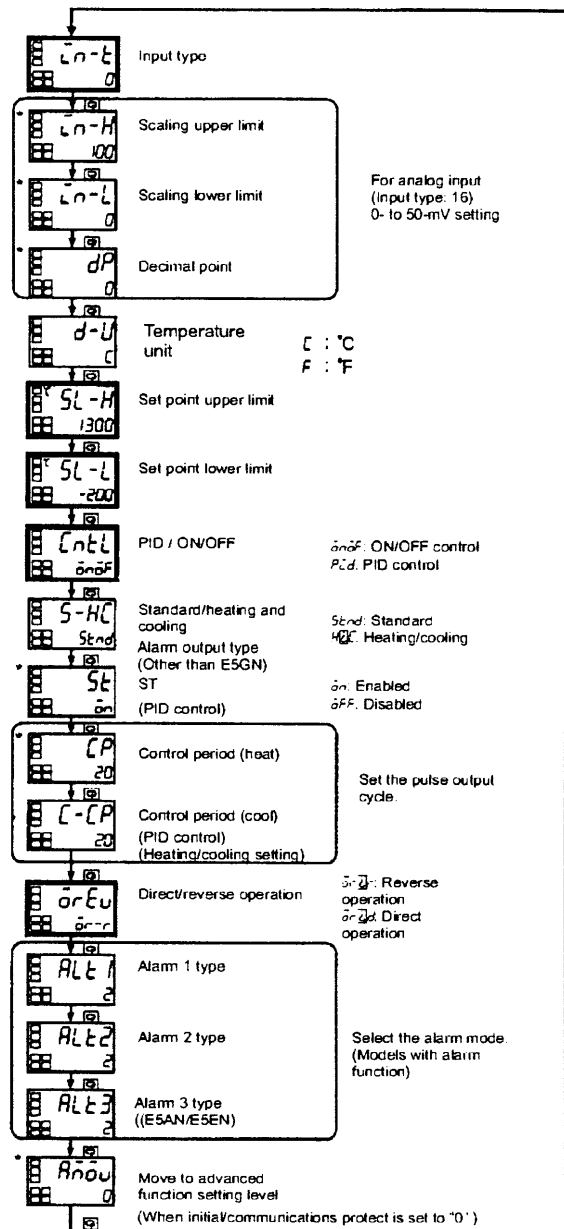 in-t
0
Input type
*
in-H
100
Scaling upper limit
*
in-L
0
Scaling lower limit
For analog input
(Input type: 16)
0- to 50-mV setting
*
dP
0
Decimal point
d-U
C
Temperature
unit
C : °C
F : °F
SL-H
1300
Set point upper limit
SL-L
-200
Set point lower limit
CntL
onoF
PID / ON/OFF
onoF: ON/OFF control
Pid: PID control
S-HC
Stnd
Standard/heating and
cooling
Alarm output type
(Other than E5GN)
Stnd: Standard
H-C: Heating/cooling
*
St
on
ST
(PID control)
on: Enabled
oFF: Disabled
*
CP
20
Control period (heat)
Set the pulse output
cycle.
C-CP
20
Control period (cool)
(PID control)
(Heating/cooling setting)
orEv
or-r
Direct/reverse operation
or-r: Reverse
operation
or-d: Direct
operation
ALt1
2
Alarm 1 type
ALt2
2
Alarm 2 type
Select the alarm mode.
(Models with alarm
function)
ALt3
2
Alarm 3 type
((E5AN/E5EN)
*
Amov
0
Move to advanced
function setting level
(When initial/communications protect is set to "0")